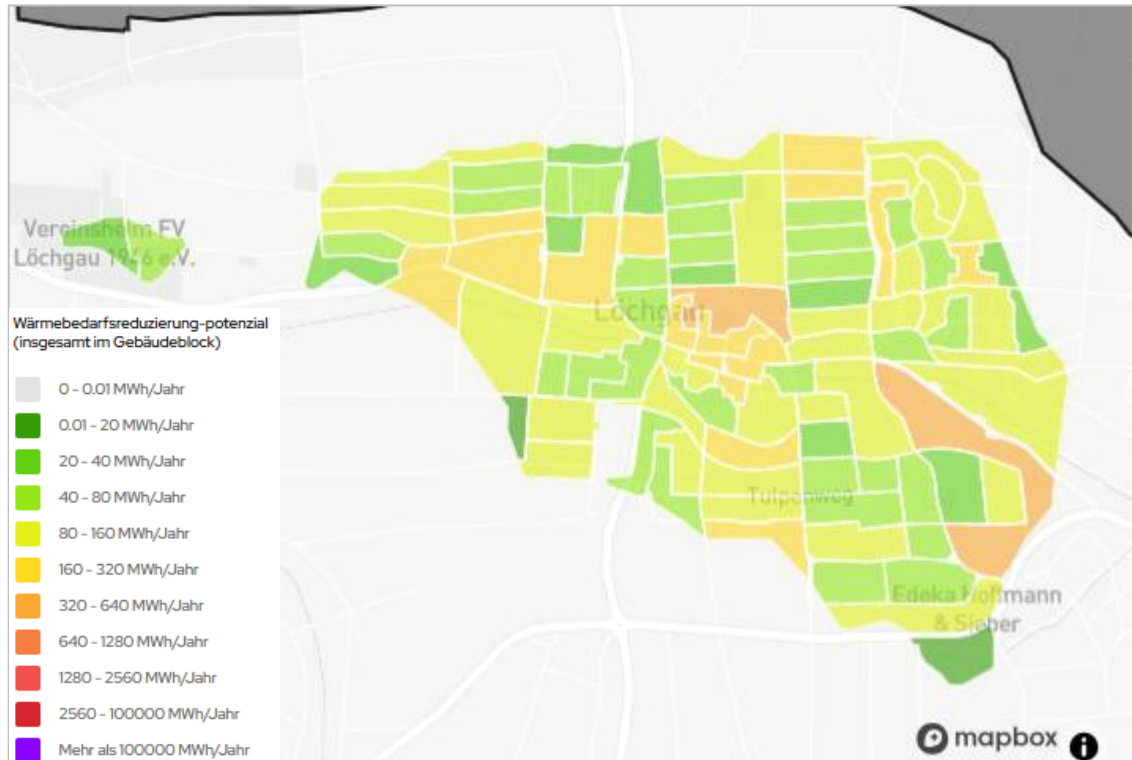 Vereinsheim FV
Löchgau 1946 e.V.
Löchgau
Wärmebedarfsreduzierung-potenzial
(insgesamt im Gebäudeblock)
0 - 0.01 MWh/Jahr
0.01 - 20 MWh/Jahr
20 - 40 MWh/Jahr
40 - 80 MWh/Jahr
80 - 160 MWh/Jahr
160 - 320 MWh/Jahr
320 - 640 MWh/Jahr
640 - 1280 MWh/Jahr
1280 - 2560 MWh/Jahr
2560 - 100000 MWh/Jahr
Mehr als 100000 MWh/Jahr
Tulpenweg
Edeka Hoffmann
& Sieber
mapbox